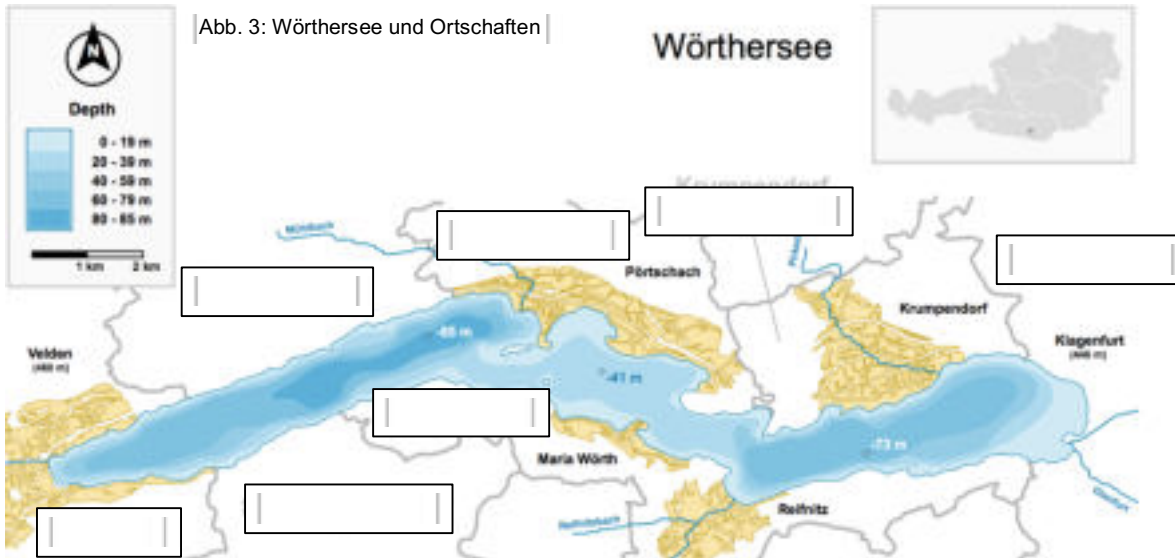 Abb. 3: Wörthersee und Ortschaften
Wörthersee
N
Depth
0 - 19 m
20 - 39 m
40 - 59 m
60 - 79 m
80 - 85 m
1 km 2 km
Krumpendorf
Pörtschach
Krumpendorf
Klagenfurt
Velden
-85 m
-41 m
-73 m
Maria Wörth
Reifnitz